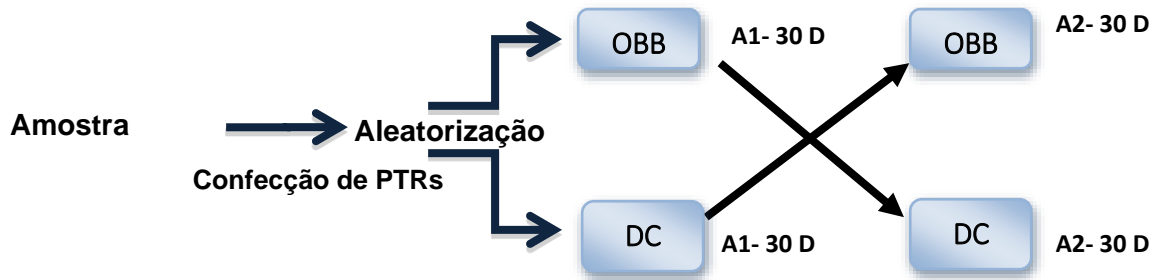 OBB
A1- 30 D
OBB
A2- 30 D
Amostra
Aleatorização
Confecção de PTRs
DC
A1- 30 D
DC
A2- 30 D